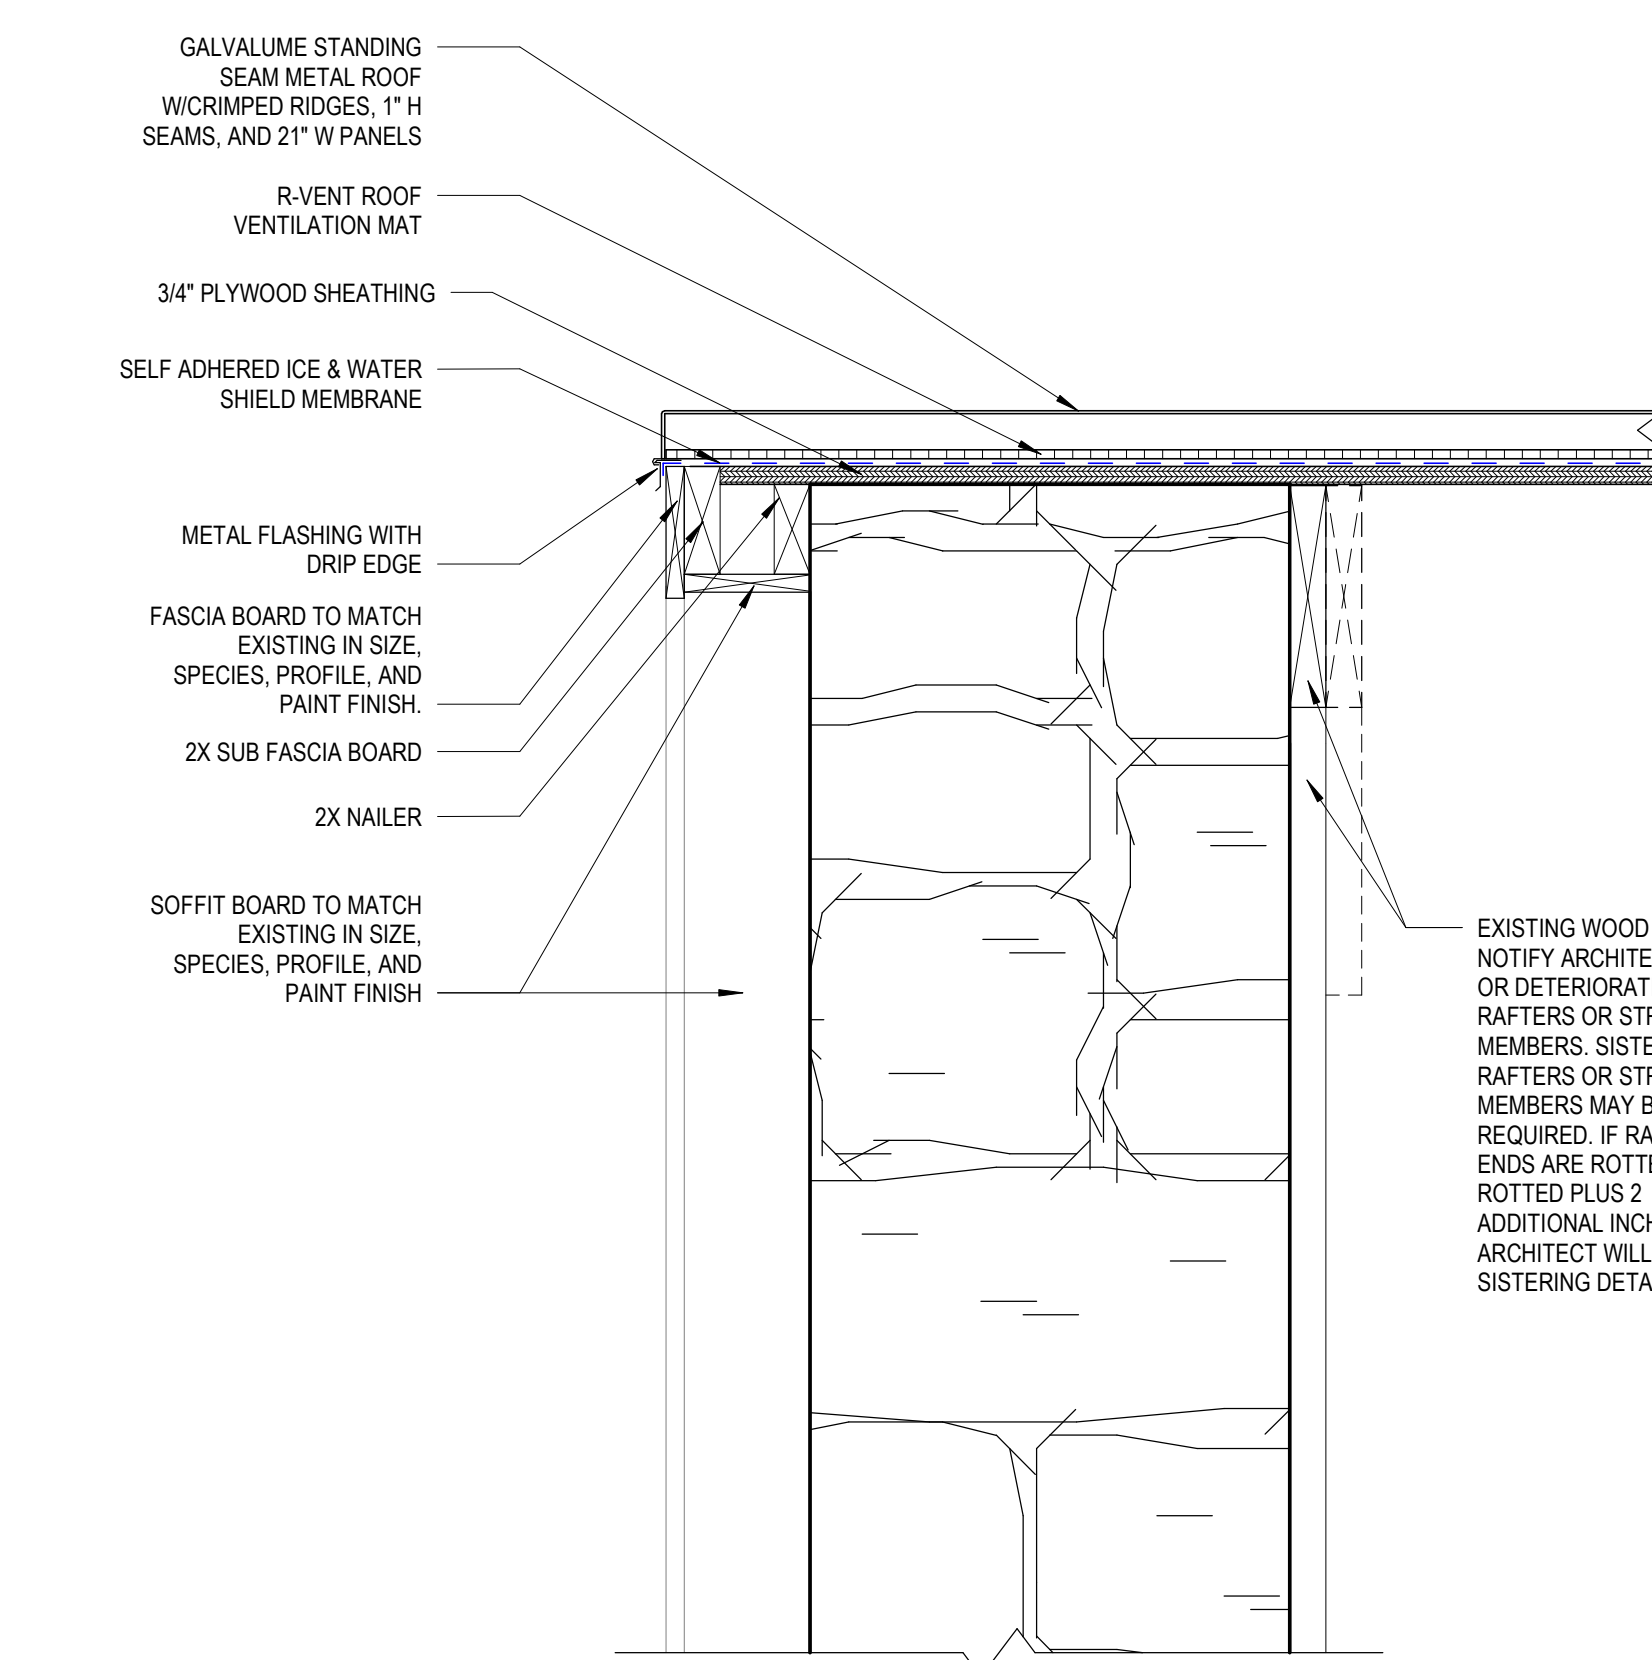 GALVALUME STANDING
SEAM METAL ROOF
W/CRIMPED RIDGES, 1" H
SEAMS, AND 21" W PANELS
R-VENT ROOF
VENTILATION MAT
3/4" PLYWOOD SHEATHING
SELF ADHERED ICE & WATER
SHIELD MEMBRANE
METAL FLASHING WITH
DRIP EDGE
FASCIA BOARD TO MATCH
EXISTING IN SIZE,
SPECIES, PROFILE, AND
PAINT FINISH.
2X SUB FASCIA BOARD
2X NAILER
SOFFIT BOARD TO MATCH
EXISTING IN SIZE,
SPECIES, PROFILE, AND
PAINT FINISH
EXISTING WOOD
NOTIFY ARCHITE
OR DETERIORAT
RAFTERS OR STR
MEMBERS. SISTE
RAFTERS OR STR
MEMBERS MAY B
REQUIRED. IF RA
ENDS ARE ROTTE
ROTTED PLUS 2
ADDITIONAL INCH
ARCHITECT WILL
SISTERING DETA